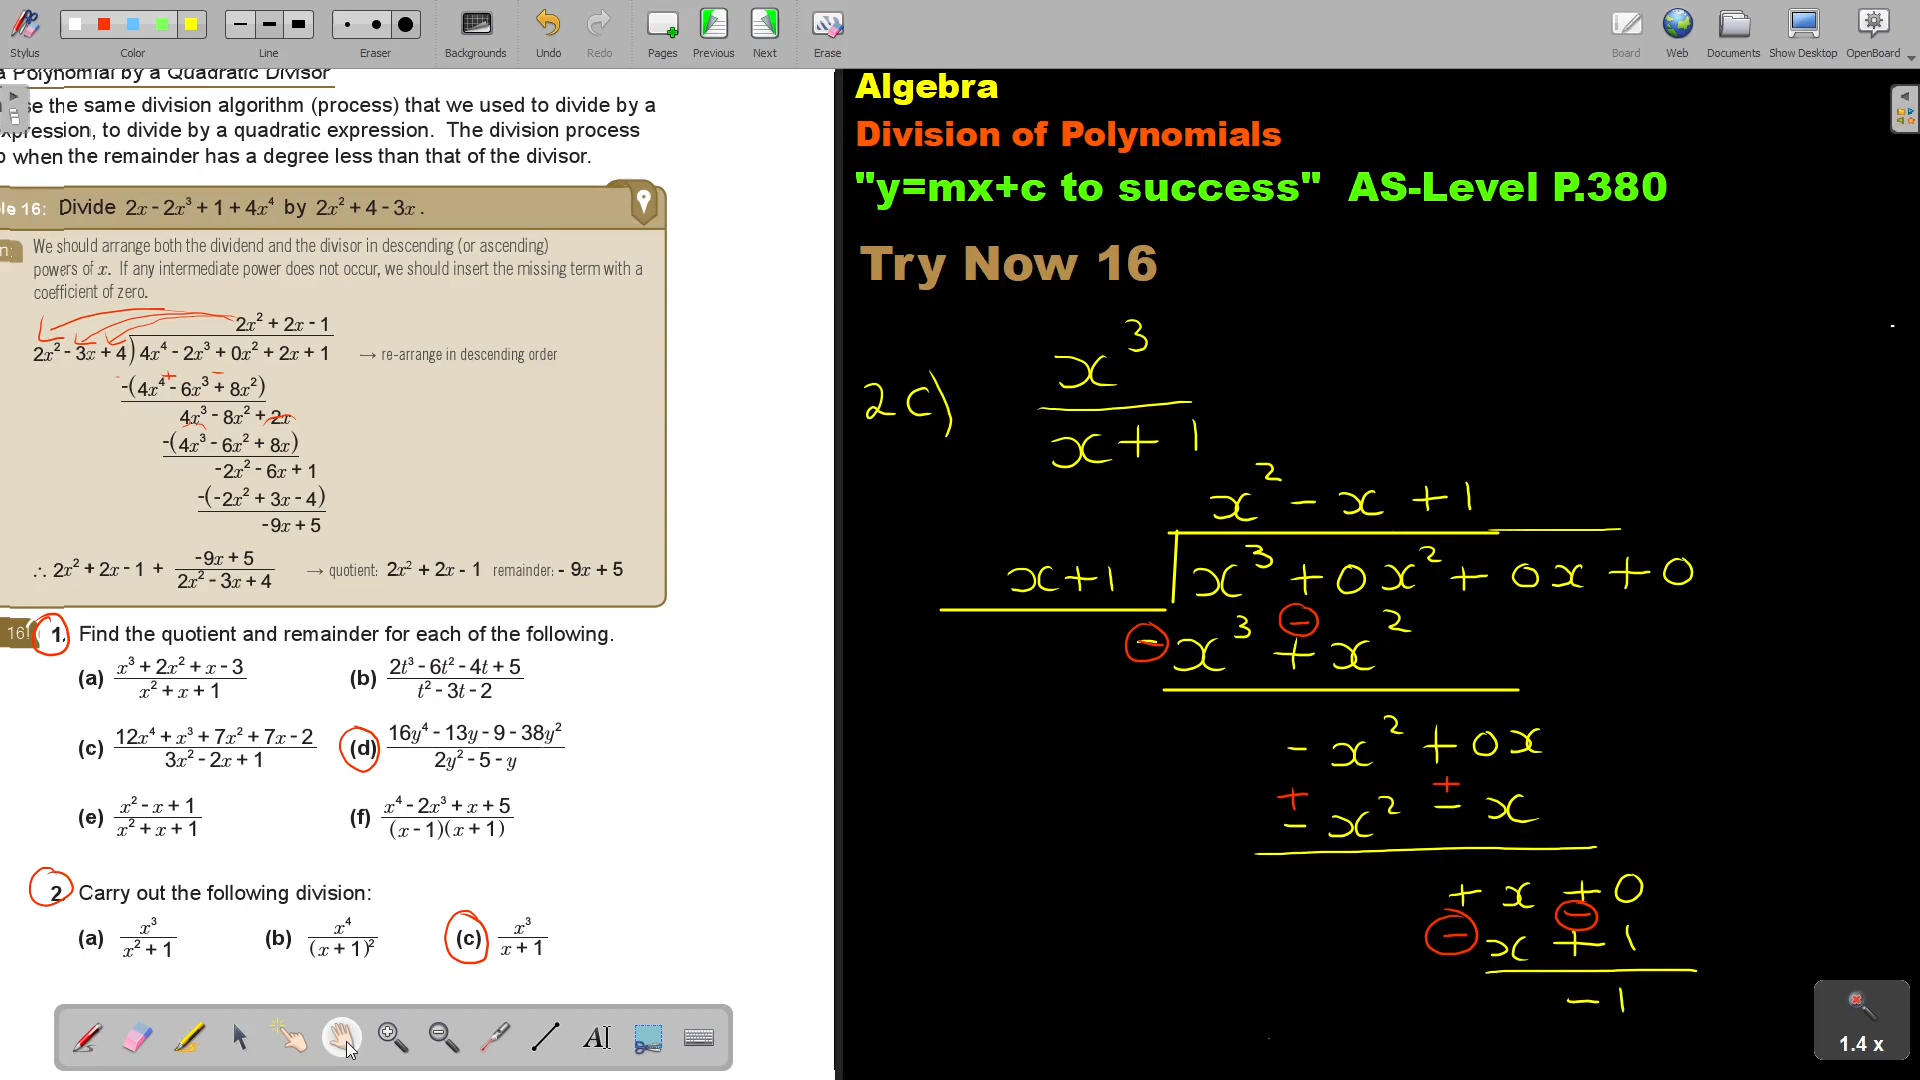 Stylus
Color
Line
Eraser
Backgrounds
Undo
Redo
Pages
Previous
Next
Erase
Board
Web
Documents
Show Desktop
OpenBoard
a Polynomial by a Quadratic Divisor
se the same division algorithm (process) that we used to divide by a
xpression, to divide by a quadratic expression. The division process
when the remainder has a degree less than that of the divisor.
le 16: Divide 2x - 2x³ + 1 + 4x⁴ by 2x² + 4 - 3x.
n:
We should arrange both the dividend and the divisor in descending (or ascending)
powers of x. If any intermediate power does not occur, we should insert the missing term with a
coefficient of zero.
2x² + 2x - 1
2x² - 3x + 4) 4x⁴ - 2x³ + 0x² + 2x + 1 → re-arrange in descending order
- +  -
-(4x⁴ - 6x³ + 8x²)
4x³ - 8x² + 2x
-(4x³ - 6x² + 8x)
-2x² - 6x + 1
-(-2x² + 3x - 4)
-9x + 5
∴ 2x² + 2x - 1 + (-9x + 5)/(2x² - 3x + 4) → quotient: 2x² + 2x - 1 remainder: - 9x + 5
16 1. Find the quotient and remainder for each of the following.
(a) (x³ + 2x² + x - 3)/(x² + x + 1) (b) (2t³ - 6t² - 4t + 5)/(t² - 3t - 2)
(c) (12x⁴ + x³ + 7x² + 7x - 2)/(3x² - 2x + 1) (d) (16y⁴ - 13y - 9 - 38y²)/(2y² - 5 - y)
(e) (x² - x + 1)/(x² + x + 1) (f) (x⁴ - 2x³ + x + 5)/((x - 1)(x + 1))
2. Carry out the following division:
(a) x³/(x² + 1) (b) x⁴/(x + 1)² (c) x³/(x + 1)
Algebra
Division of Polynomials
"y=mx+c to success" AS-Level P.380
Try Now 16
2c) x³
x + 1
x² - x + 1
x+1 x³ + 0x² + 0x + 0
- -
x³ + x²
- x² + 0x
+ +
- x² - x
+ x + 0
- -
x + 1
- 1
AI
1.4 x